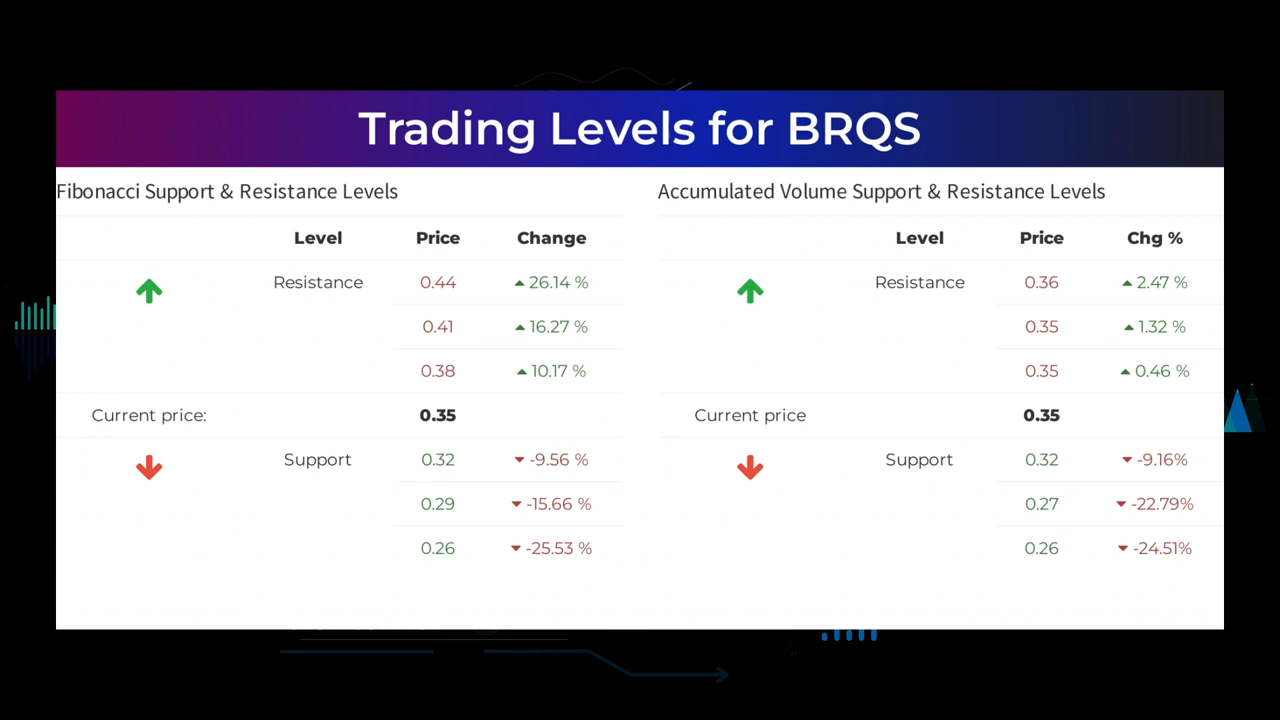 Trading Levels for BRQS
Fibonacci Support & Resistance Levels
Level Price Change
Resistance 0.44 26.14 %
0.41 16.27 %
0.38 10.17 %
Current price: 0.35
Support 0.32 -9.56 %
0.29 -15.66 %
0.26 -25.53 %
Accumulated Volume Support & Resistance Levels
Level Price Chg %
Resistance 0.36 2.47 %
0.35 1.32 %
0.35 0.46 %
Current price 0.35
Support 0.32 -9.16%
0.27 -22.79%
0.26 -24.51%